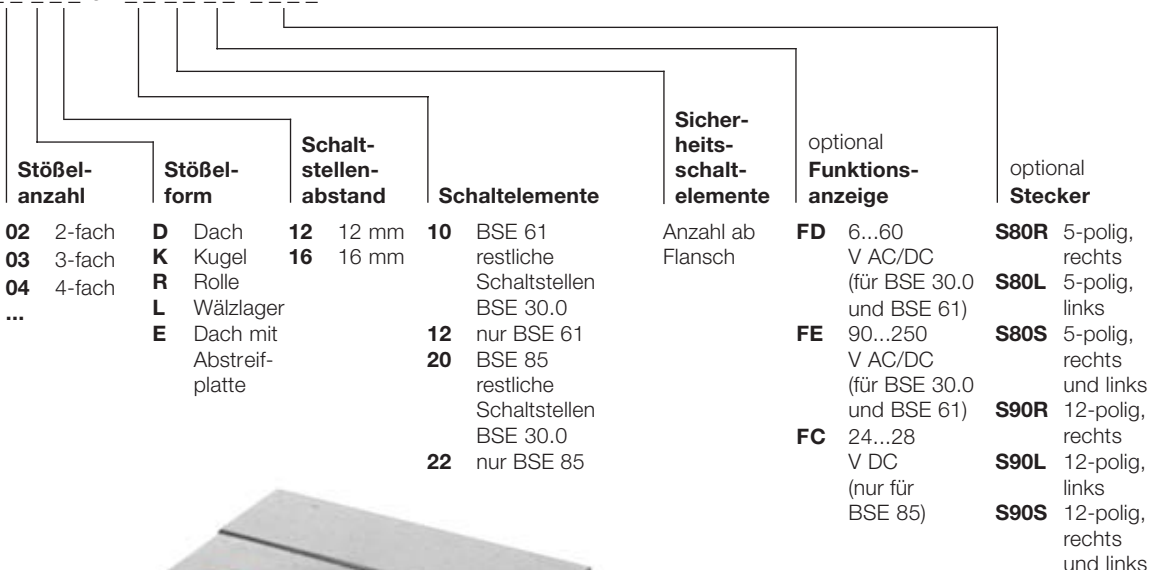 Stößel-
anzahl
02 2-fach
03 3-fach
04 4-fach
...
Stößel-
form
D Dach
K Kugel
R Rolle
L Wälzlager
E Dach mit
Abstreif-
platte
Schalt-
stellen-
abstand
12 12 mm
16 16 mm
Schaltelemente
10 BSE 61
restliche
Schaltstellen
BSE 30.0
12 nur BSE 61
20 BSE 85
restliche
Schaltstellen
BSE 30.0
22 nur BSE 85
Sicher-
heits-
schalt-
elemente
Anzahl ab
Flansch
optional
Funktions-
anzeige
FD 6...60
V AC/DC
(für BSE 30.0
und BSE 61)
FE 90...250
V AC/DC
(für BSE 30.0
und BSE 61)
FC 24...28
V DC
(nur für
BSE 85)
optional
Stecker
S80R 5-polig,
rechts
S80L 5-polig,
links
S80S 5-polig,
rechts
und links
S90R 12-polig,
rechts
S90L 12-polig,
links
S90S 12-polig,
rechts
und links